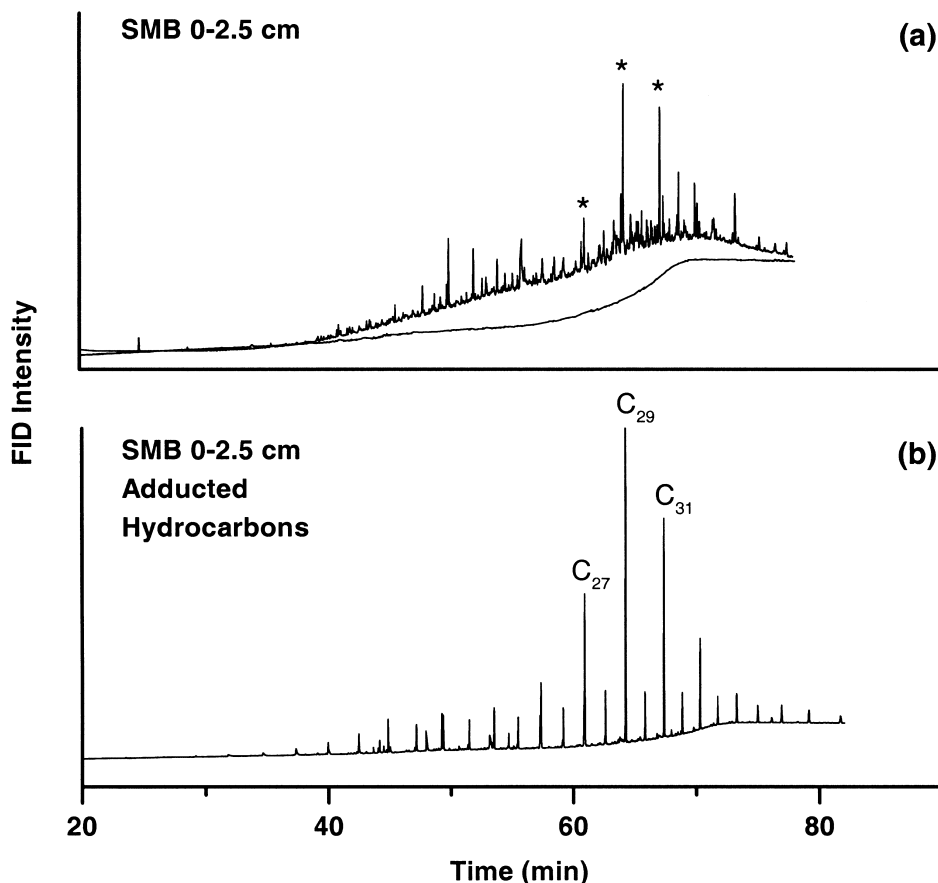 SMB 0-2.5 cm
(a)
*
*
*
FID Intensity
SMB 0-2.5 cm
Adducted
Hydrocarbons
(b)
C29
C31
C27
20 40 60 80
Time (min)